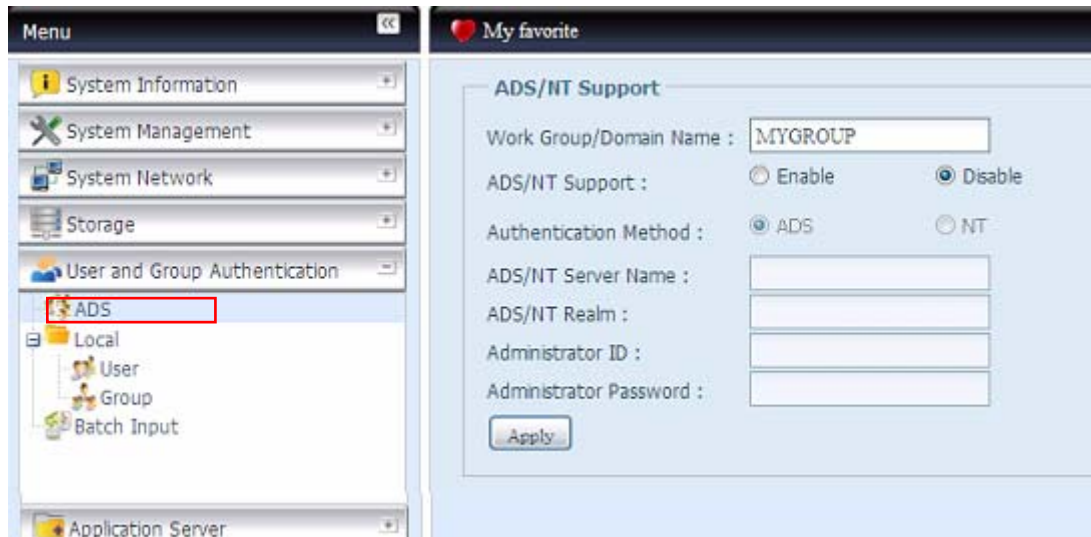 Menu
System Information
System Management
System Network
Storage
User and Group Authentication
ADS
Local
User
Group
Batch Input
Application Server
My favorite
ADS/NT Support
Work Group/Domain Name : MYGROUP
ADS/NT Support : Enable Disable
Authentication Method : ADS NT
ADS/NT Server Name :
ADS/NT Realm :
Administrator ID :
Administrator Password :
Apply